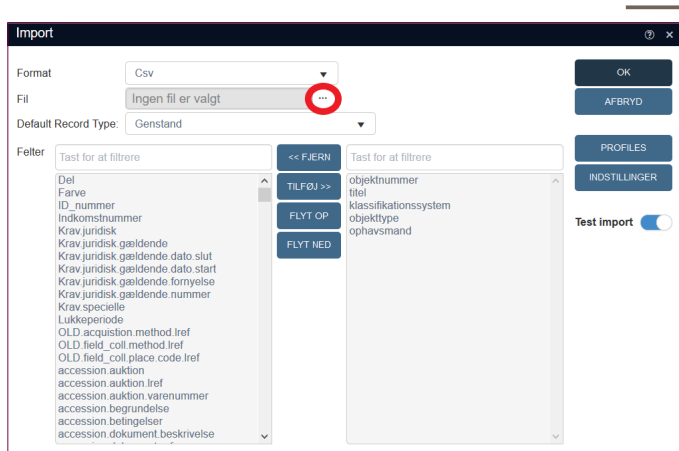 Import
Format
Csv
OK
Fil
Ingen fil er valgt
...
AFBRYD
Default Record Type:
Genstand
Felter
Tast for at filtrere
<< FJERN
Tast for at filtrere
PROFILES
TILFØJ >>
INDSTILLINGER
FLYT OP
FLYT NED
Test import
Del
Farve
ID_nummer
Indkomstnummer
Krav.juridisk
Krav.juridisk.gældende
Krav.juridisk.gældende.dato.slut
Krav.juridisk.gældende.dato.start
Krav.juridisk.gældende.fornyelse
Krav.juridisk.gældende.nummer
Krav.specielle
Lukkeperiode
OLD.acquistion.method.lref
OLD.field_coll.method.lref
OLD.field_coll.place.code.lref
accession.auktion
accession.auktion.lref
accession.auktion.varenummer
accession.begrundelse
accession.betingelser
accession.dokument.beskrivelse
objektnummer
titel
klassifikationssystem
objekttype
ophavsmand